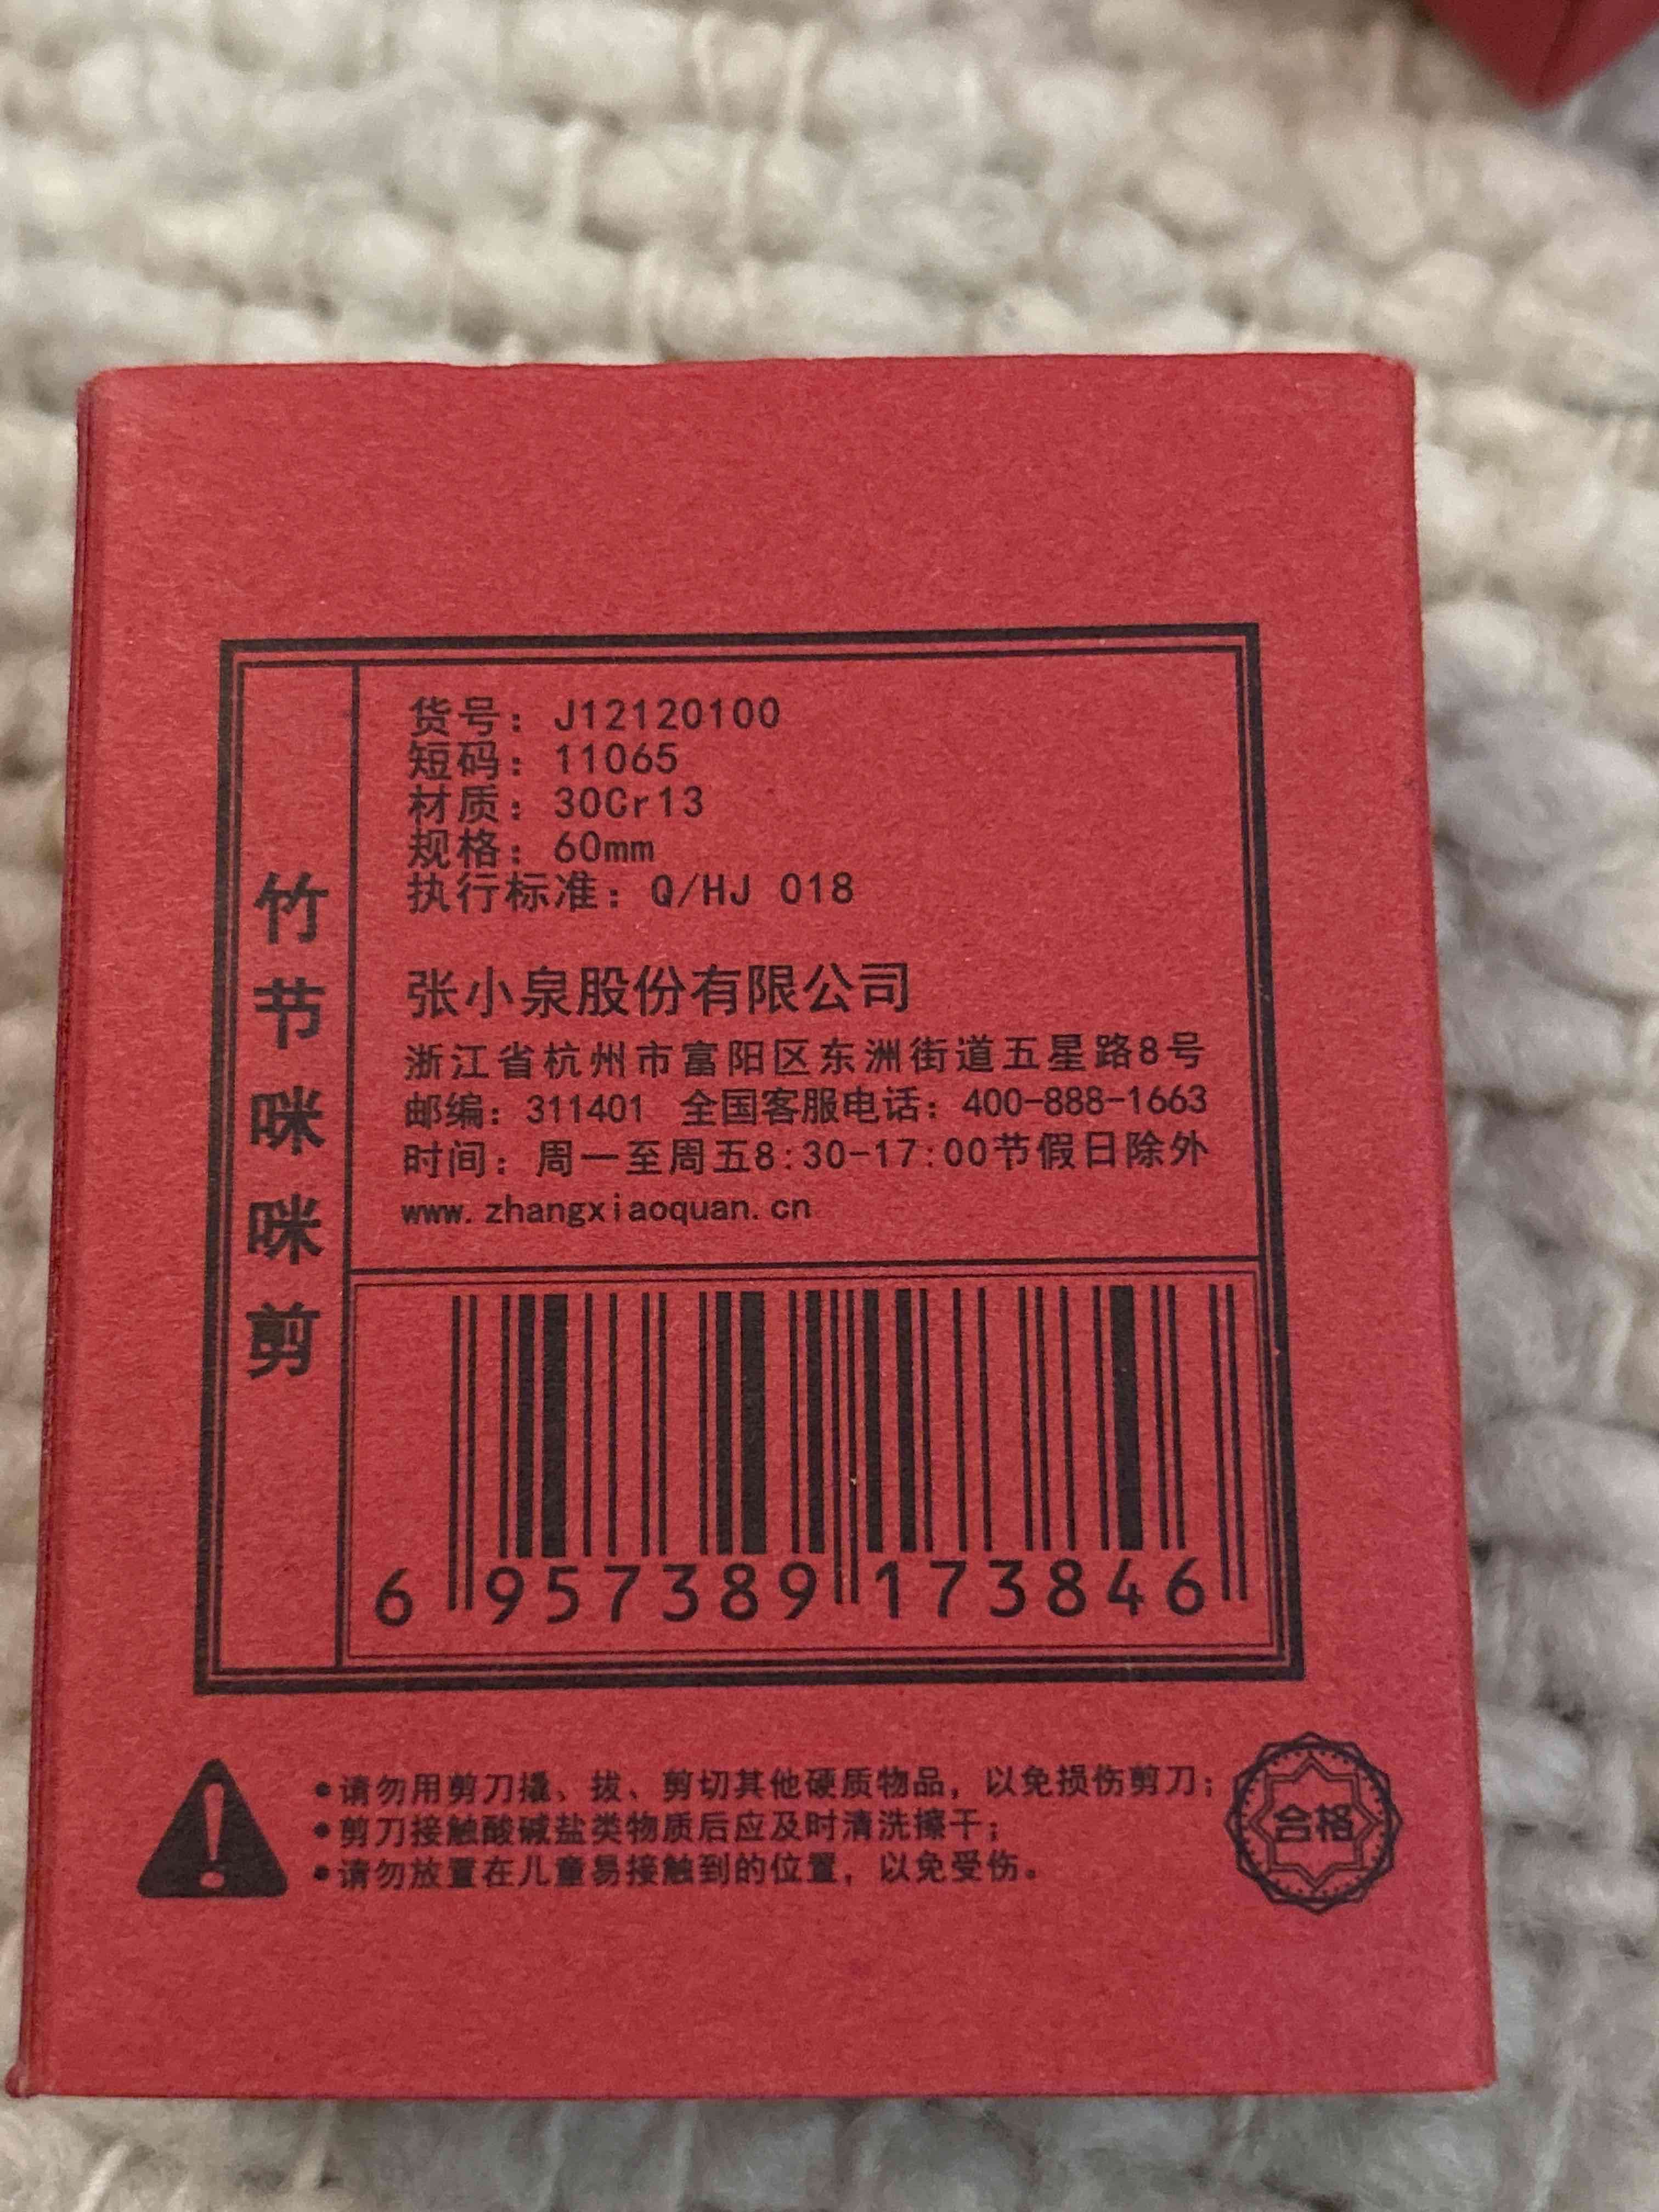 竹节咪咪剪
货号：J12120100
短码：11065
材质：30Cr13
规格：60mm
执行标准：Q/HJ 018
张小泉股份有限公司
浙江省杭州市富阳区东洲街道五星路8号
邮编：311401 全国客服电话：400-888-1663
时间：周一至周五8:30-17:00节假日除外
www.zhangxiaoquan.cn
6 957389 173846
•请勿用剪刀撬、拔、剪切其他硬质物品，以免损伤剪刀；
•剪刀接触酸碱盐类物质后应及时清洗擦干；
•请勿放置在儿童易接触到的位置，以免受伤。
合格